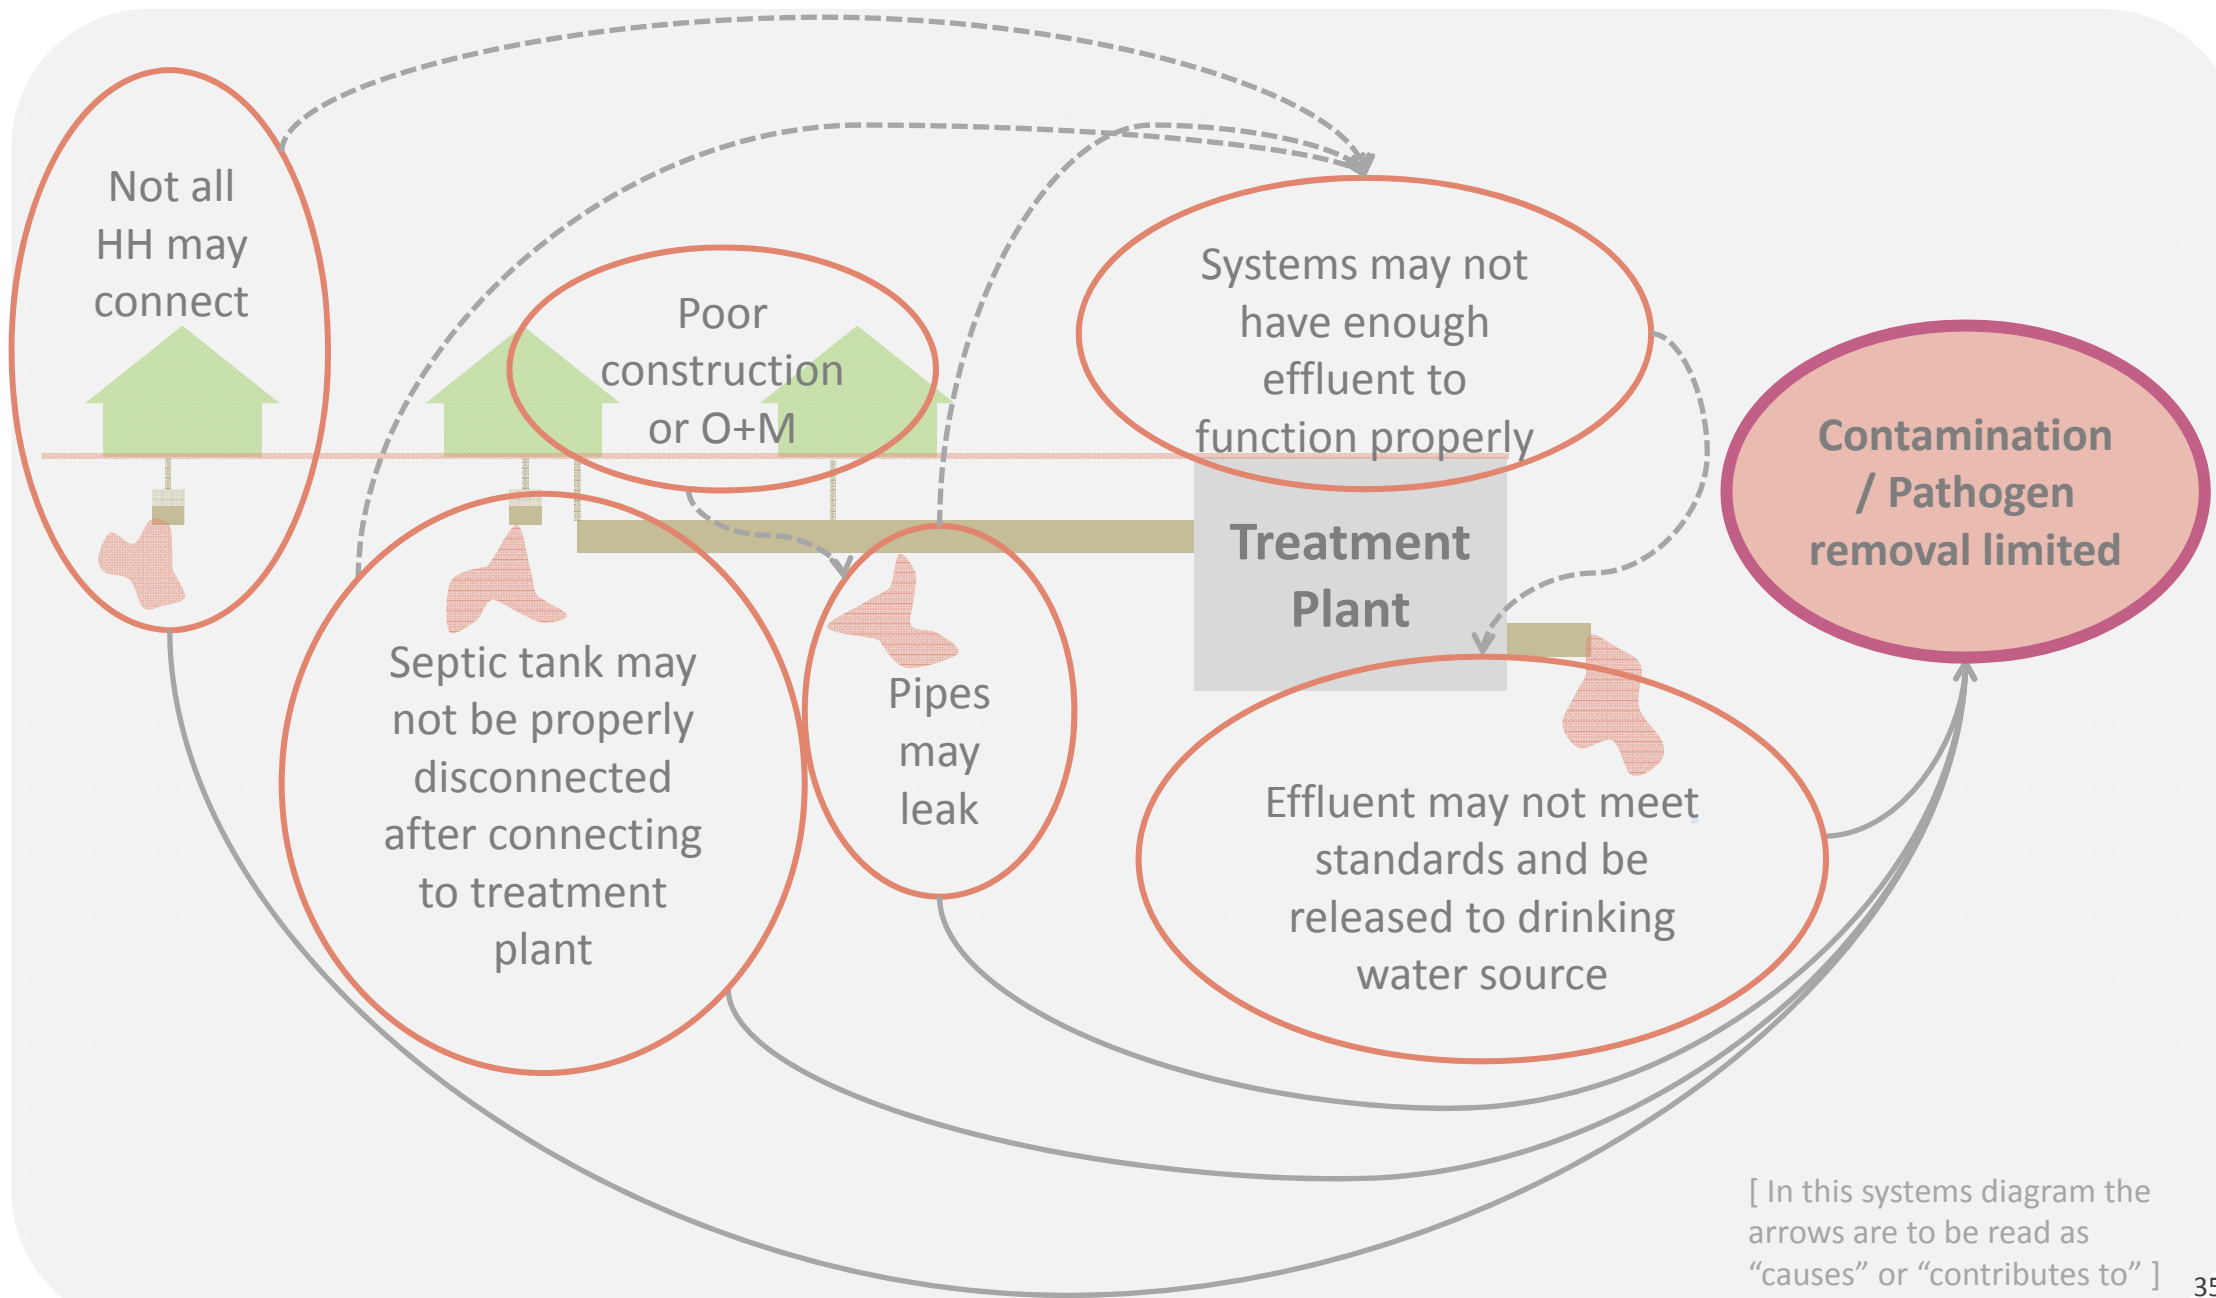 Not all
HH may
connect
Poor
construction
or O+M
Systems may not
have enough
effluent to
function properly
Contamination
/ Pathogen
removal limited
Treatment
Plant
Septic tank may
not be properly
disconnected
after connecting
to treatment
plant
Pipes
may
leak
Effluent may not meet
standards and be
released to drinking
water source
[ In this systems diagram the
arrows are to be read as
“causes” or “contributes to” ]
35